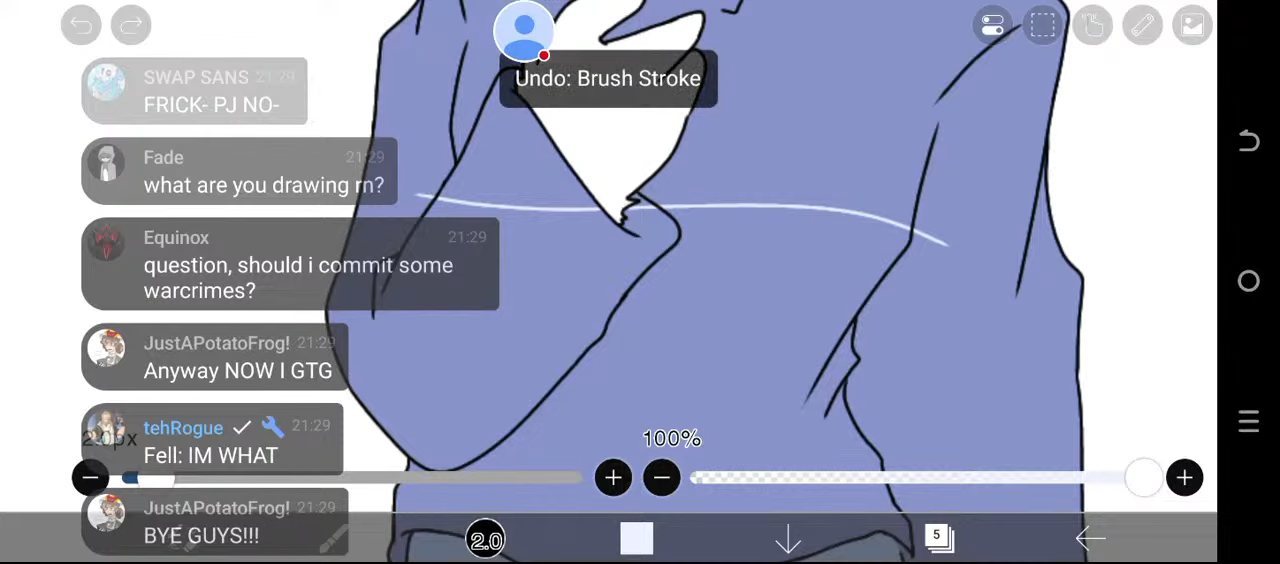 SWAP SANS 21:29
FRICK- PJ NO-
Undo: Brush Stroke
Fade 21:29
what are you drawing rn?
Equinox 21:29
question, should i commit some
warcrimes?
JustAPotatoFrog! 21:29
Anyway NOW I GTG
tehRogue 21:29
2.0px
Fell: IM WHAT
100%
JustAPotatoFrog! 21:29
BYE GUYS!!!
2.0
5